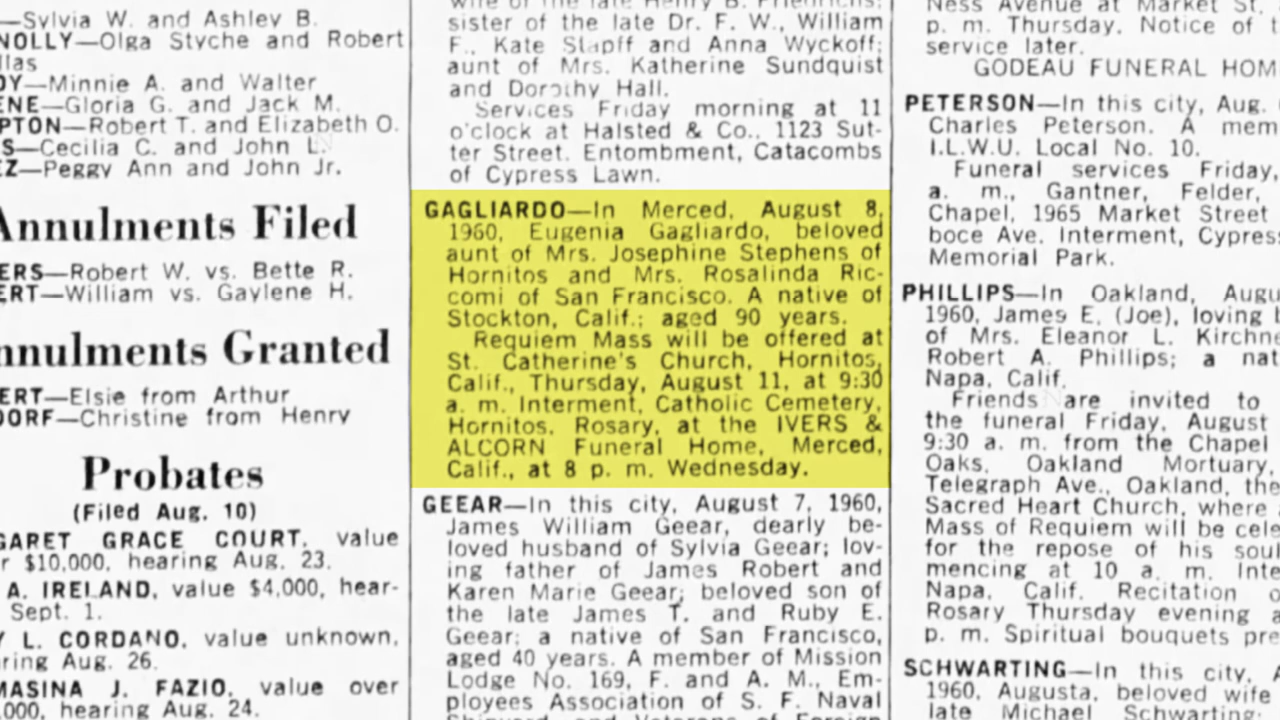 —Sylvia W. and Ashley B.
NOLLY—Olga Styche and Robert
llas
DY—Minnie A. and Walter
ENE—Gloria G. and Jack M.
PTON—Robert T. and Elizabeth O.
S—Cecilia C. and John L.
EZ—Peggy Ann and John Jr.
Annulments Filed
ERS—Robert W. vs. Bette R.
ERT—William vs. Gaylene H.
nnulments Granted
ERT—Elsie from Arthur
DORF—Christine from Henry
Probates
(Filed Aug. 10)
GARET GRACE COURT, value
r $10,000, hearing Aug. 23.
A. IRELAND, value $4,000, hear-
Sept. 1.
Y L. CORDANO, value unknown,
ring Aug. 26.
MASINA J. FAZIO, value over
,000, hearing Aug. 24.
wife of the late Henry B. Friedrichs;
sister of the late Dr. F. W., William
F., Kate Slapff and Anna Wyckoff;
aunt of Mrs. Katherine Sundquist
and Dorothy Hall.
Services Friday morning at 11
o'clock at Halsted & Co., 1123 Sut-
ter Street. Entombment, Catacombs
of Cypress Lawn.
GAGLIARDO—In Merced, August 8,
1960, Eugenia Gagliardo, beloved
aunt of Mrs. Josephine Stephens of
Hornitos and Mrs. Rosalinda Ric-
comi of San Francisco. A native of
Stockton, Calif.; aged 90 years.
Requiem Mass will be offered at
St. Catherine's Church, Hornitos,
Calif., Thursday, August 11, at 9:30
a. m. Interment, Catholic Cemetery,
Hornitos. Rosary, at the IVERS &
ALCORN Funeral Home, Merced,
Calif., at 8 p. m. Wednesday.
GEEAR—In this city, August 7, 1960,
James William Geear, dearly be-
loved husband of Sylvia Geear; lov-
ing father of James Robert and
Karen Marie Geear; beloved son of
the late James T. and Ruby E.
Geear; a native of San Francisco,
aged 40 years. A member of Mission
Lodge No. 169, F. and A. M., Em-
ployees Association of S. F. Naval
Shipyard, and Veterans of Foreign
Ness Avenue at Market St.
p. m. Thursday. Notice of t
service later.
GODEAU FUNERAL HOM
PETERSON—In this city, Aug.
Charles Peterson. A mem
I.L.W.U. Local No. 10.
Funeral services Friday,
a. m., Gantner, Felder,
Chapel, 1965 Market Street
boce Ave. Interment, Cypress
Memorial Park.
PHILLIPS—In Oakland, Augu
1960, James E. (Joe), loving b
of Mrs. Eleanor L. Kirchne
Robert A. Phillips; a nat
Napa, Calif.
Friends are invited to
the funeral Friday, August
9:30 a. m. from the Chapel
Oaks, Oakland Mortuary,
Telegraph Ave., Oakland, the
Sacred Heart Church, where
Mass of Requiem will be cele
for the repose of his soul
mencing at 10 a. m. Inte
Napa, Calif. Recitation o
Rosary Thursday evening a
p. m. Spiritual bouquets pre
SCHWARTING—In this city, A
1960, Augusta, beloved wife
late Michael Schwarting;